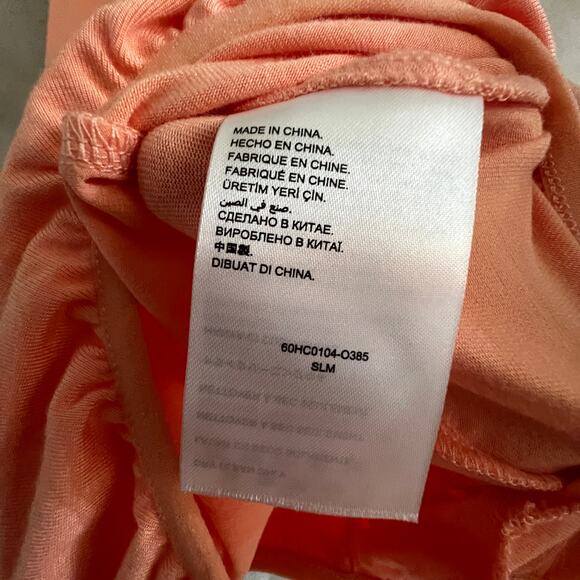 MADE IN CHINA.
HECHO EN CHINA.
FABRIQUE EN CHINE.
FABRIQUÉ EN CHINE.
ÜRETİM YERİ ÇİN.
صنع في الصين.
СДЕЛАНО В КИТАЕ.
ВИРОБЛЕНО В КИТАЇ.
中国製.
DIBUAT DI CHINA.
60HC0104-O385
SLM